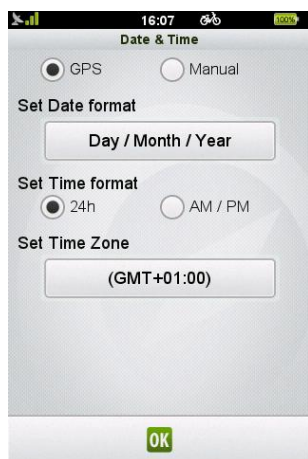 16:07 100%
Date & Time
GPS Manual
Set Date format
Day / Month / Year
Set Time format
24h AM / PM
Set Time Zone
(GMT+01:00)
OK